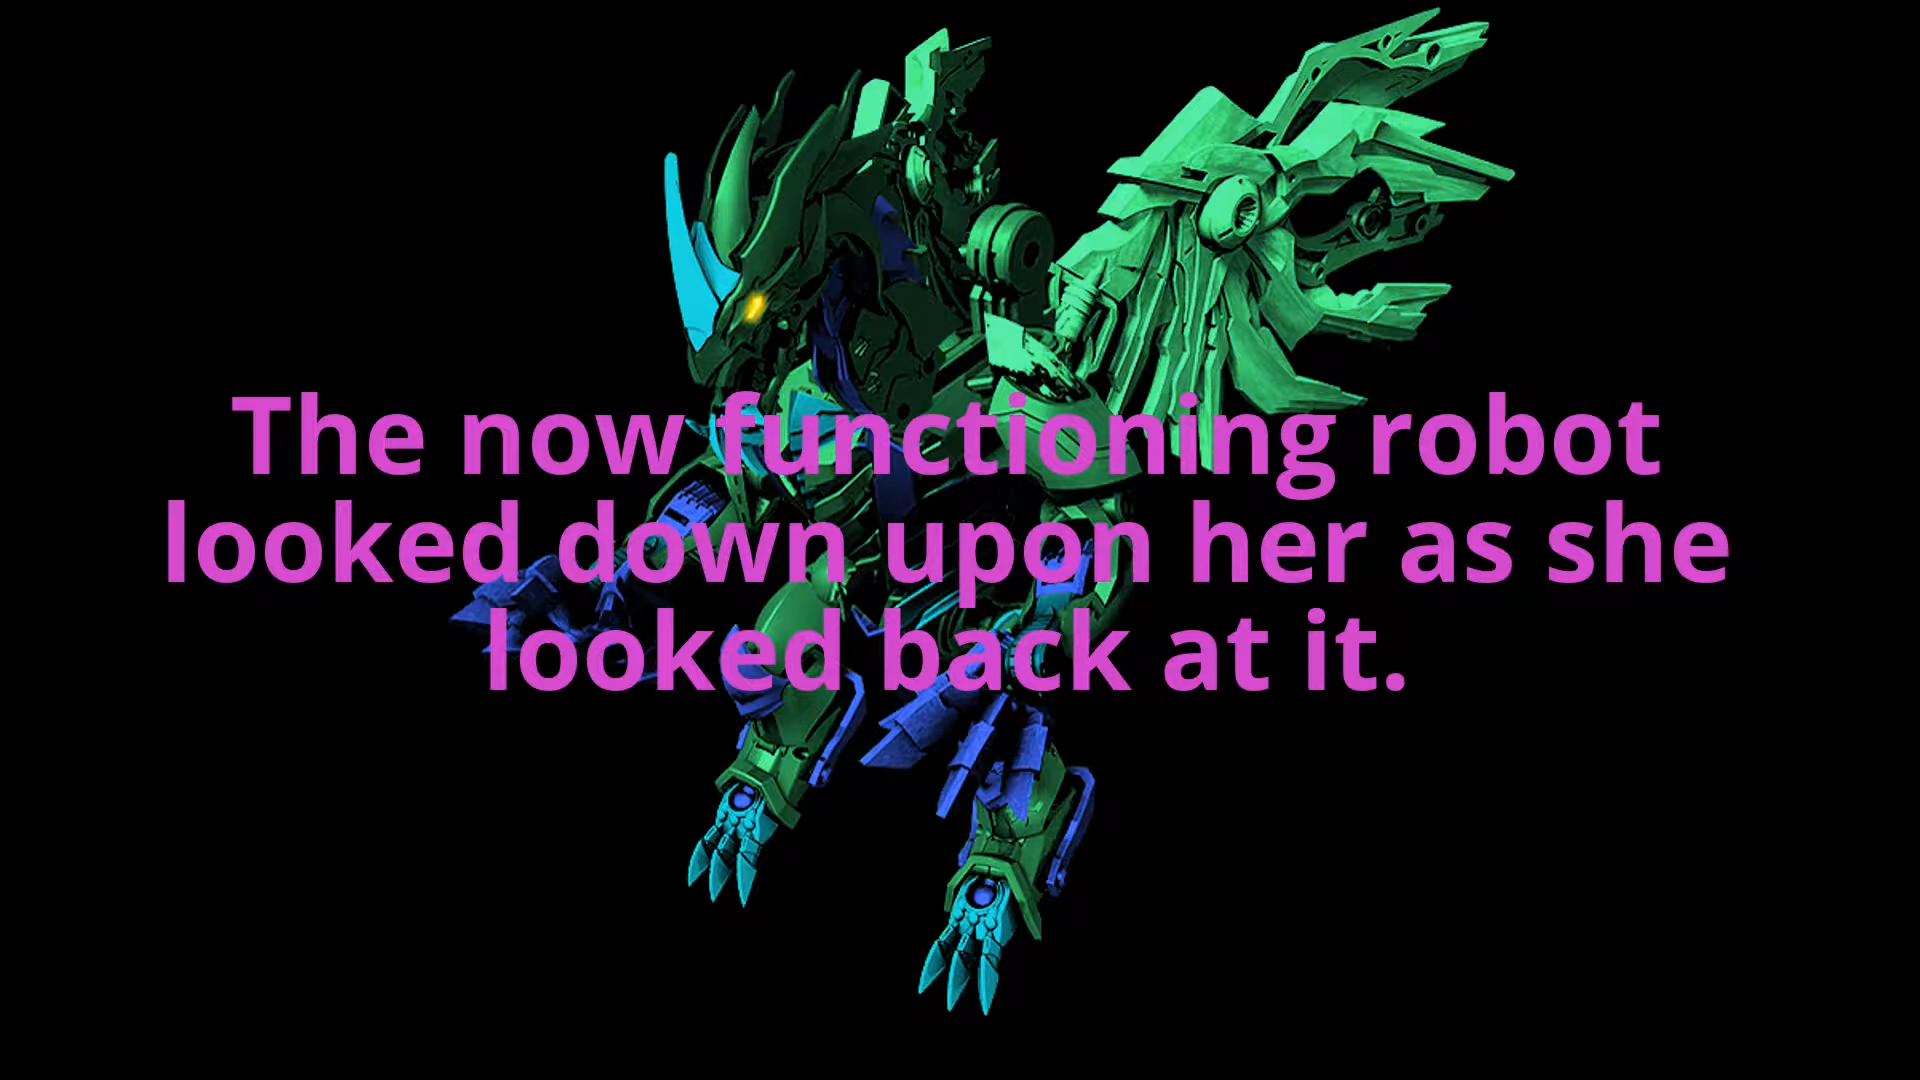 The now functioning robot
looked down upon her as she
looked back at it.